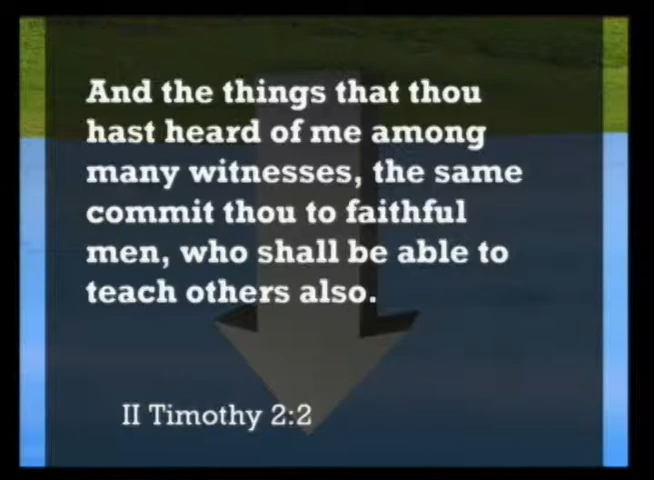 And the things that thou
hast heard of me among
many witnesses, the same
commit thou to faithful
men, who shall be able to
teach others also.
II Timothy 2:2